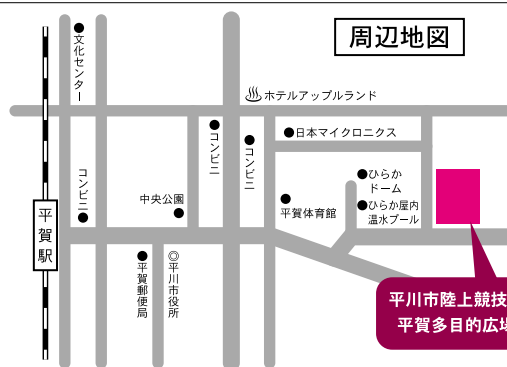 周辺地図
文化センター
ホテルアップルランド
コンビニ
コンビニ
日本マイクロニクス
コンビニ
中央公園
平賀体育館
ひらか
ドーム
ひらか屋内
温水プール
平賀駅
平賀郵便局
平川市役所
平川市陸上競技
平賀多目的広場